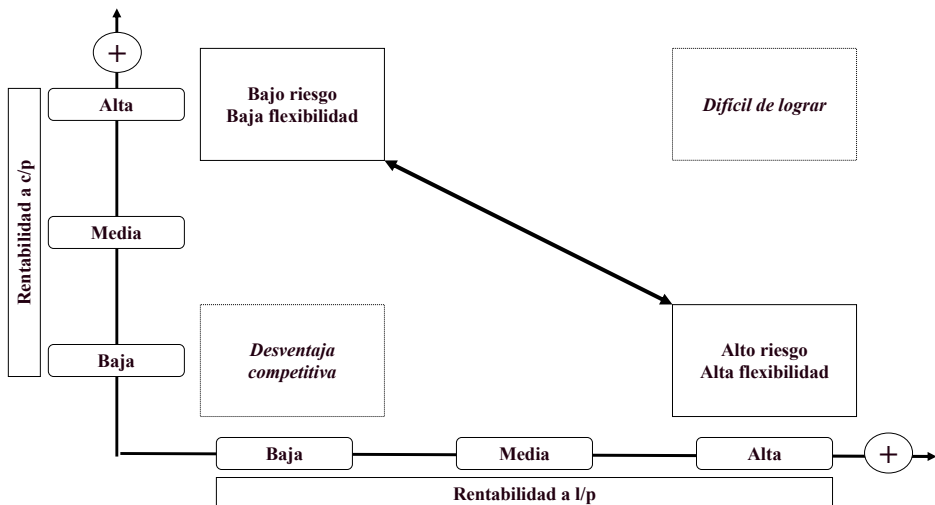 +
Alta
Bajo riesgo
Baja flexibilidad
Difícil de lograr
Rentabilidad a c/p
Media
Baja
Desventaja
competitiva
Alto riesgo
Alta flexibilidad
Baja
Media
Alta
+
Rentabilidad a l/p